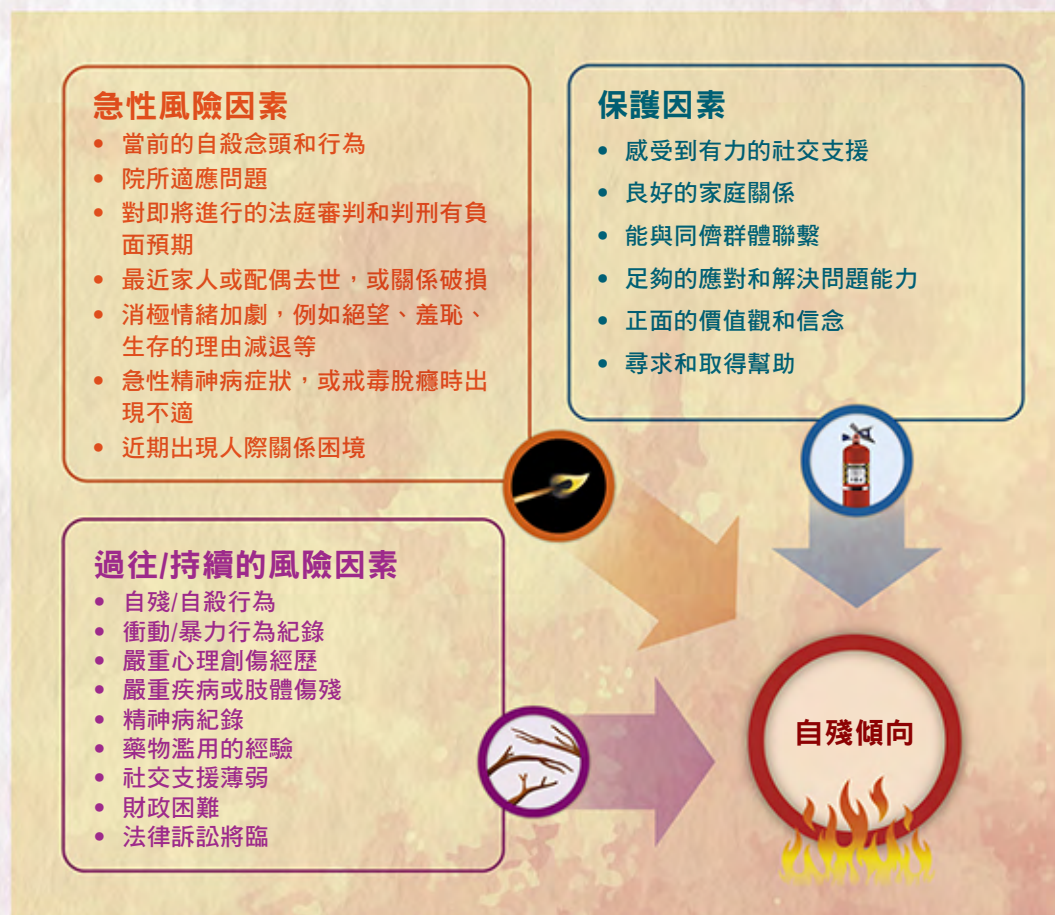 急性風險因素
• 當前的自殺念頭和行為
• 院所適應問題
• 對即將進行的法庭審判和判刑有負
面預期
• 最近家人或配偶去世，或關係破損
• 消極情緒加劇，例如絕望、羞恥、
生存的理由減退等
• 急性精神病症狀，或戒毒脫癮時出
現不適
• 近期出現人際關係困境
保護因素
• 感受到有力的社交支援
• 良好的家庭關係
• 能與同儕群體聯繫
• 足夠的應對和解決問題能力
• 正面的價值觀和信念
• 尋求和取得幫助
過往/持續的風險因素
• 自殘/自殺行為
• 衝動/暴力行為紀錄
• 嚴重心理創傷經歷
• 嚴重疾病或肢體傷殘
• 精神病紀錄
• 藥物濫用的經驗
• 社交支援薄弱
• 財政困難
• 法律訴訟將臨
自殘傾向